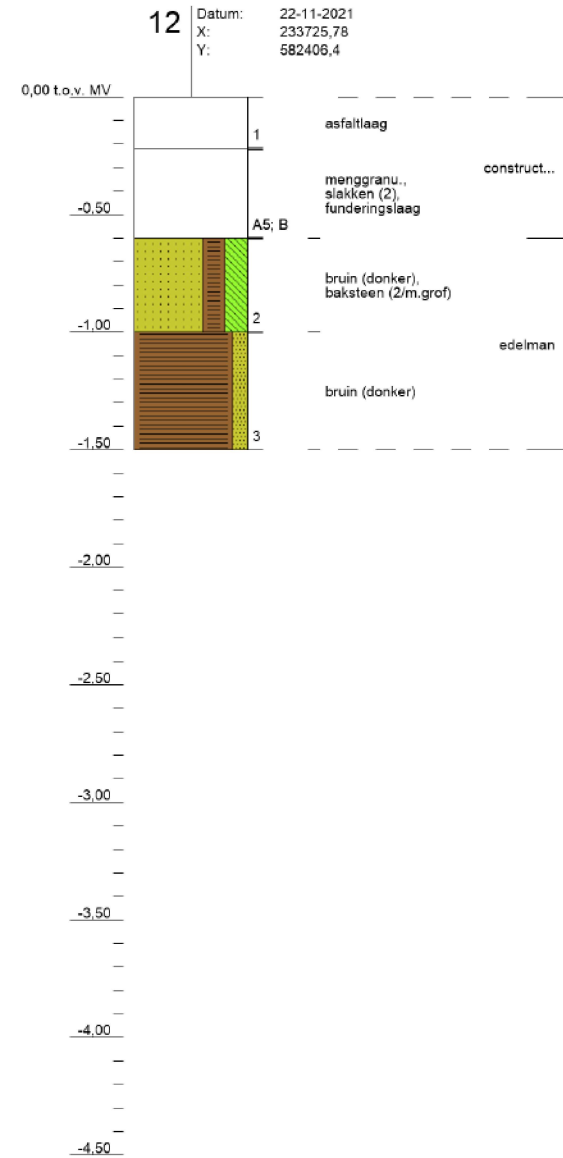 12
Datum: 22-11-2021
X: 233725,78
Y: 582406,4
0,00 t.o.v. MV
asfaltlaag
1
construct...
menggranu.,
slakken (2),
funderingslaag
-0,50
A5; B
bruin (donker),
baksteen (2/m.grof)
2
-1,00
edelman
bruin (donker)
3
-1,50
-2,00
-2,50
-3,00
-3,50
-4,00
-4,50